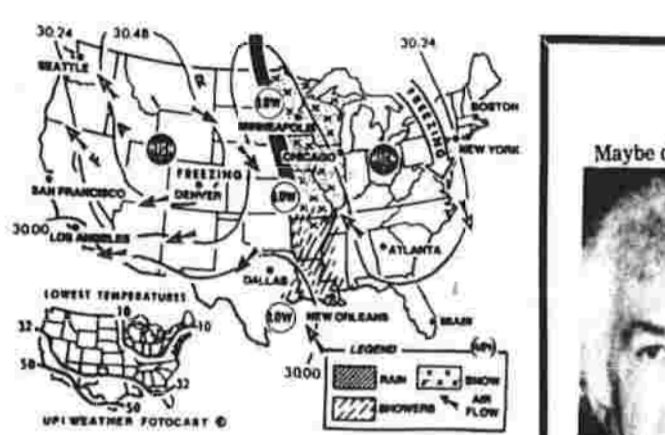 30.24 30.48 30.24
SEATTLE
LOW
MINNEAPOLIS
FREEZING
BOSTON
NEW YORK
HIGH
CHICAGO
HIGH
FREEZING
DENVER
SAN FRANCISCO
LOW
30.00
LOS ANGELES
ATLANTA
DALLAS
LOW
NEW ORLEANS
MIAMI
30.00
LOWEST TEMPERATURES
10
10
32
50
32
50
UPI WEATHER FOTOCAST ©
LEGEND
RAIN
SNOW
SHOWERS
AIR
FLOW
Maybe